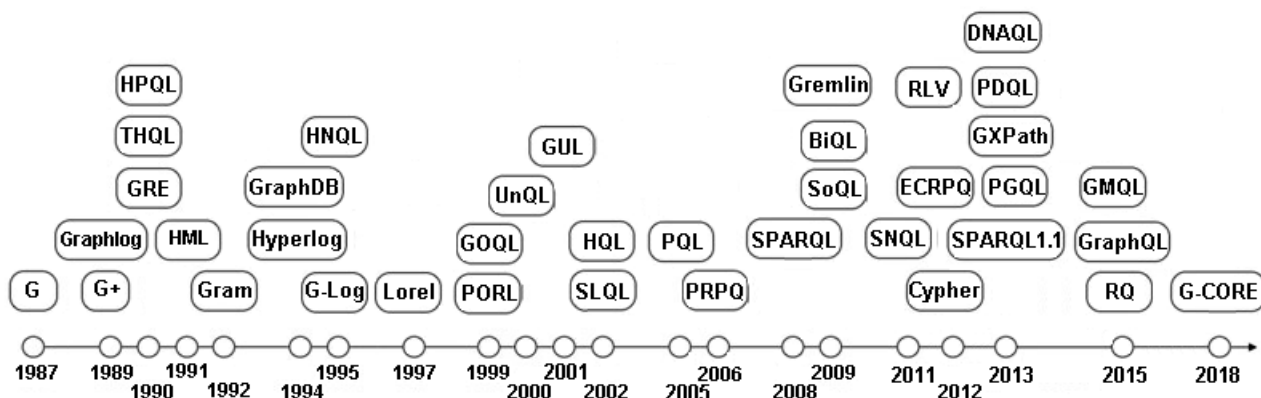 DNAQL
HPQL Gremlin RLV PDQL
THQL HNQL GUL BiQL GXPath
GRE GraphDB UnQL SoQL ECRPQ PGQL GMQL
Graphlog HML Hyperlog GOQL HQL PQL SPARQL SNQL SPARQL1.1 GraphQL
G G+ Gram G-Log Lorel PORL SLQL PRPQ Cypher RQ G-CORE
1987 1989 1990 1991 1992 1994 1995 1997 1999 2000 2001 2002 2005 2006 2008 2009 2011 2012 2013 2015 2018